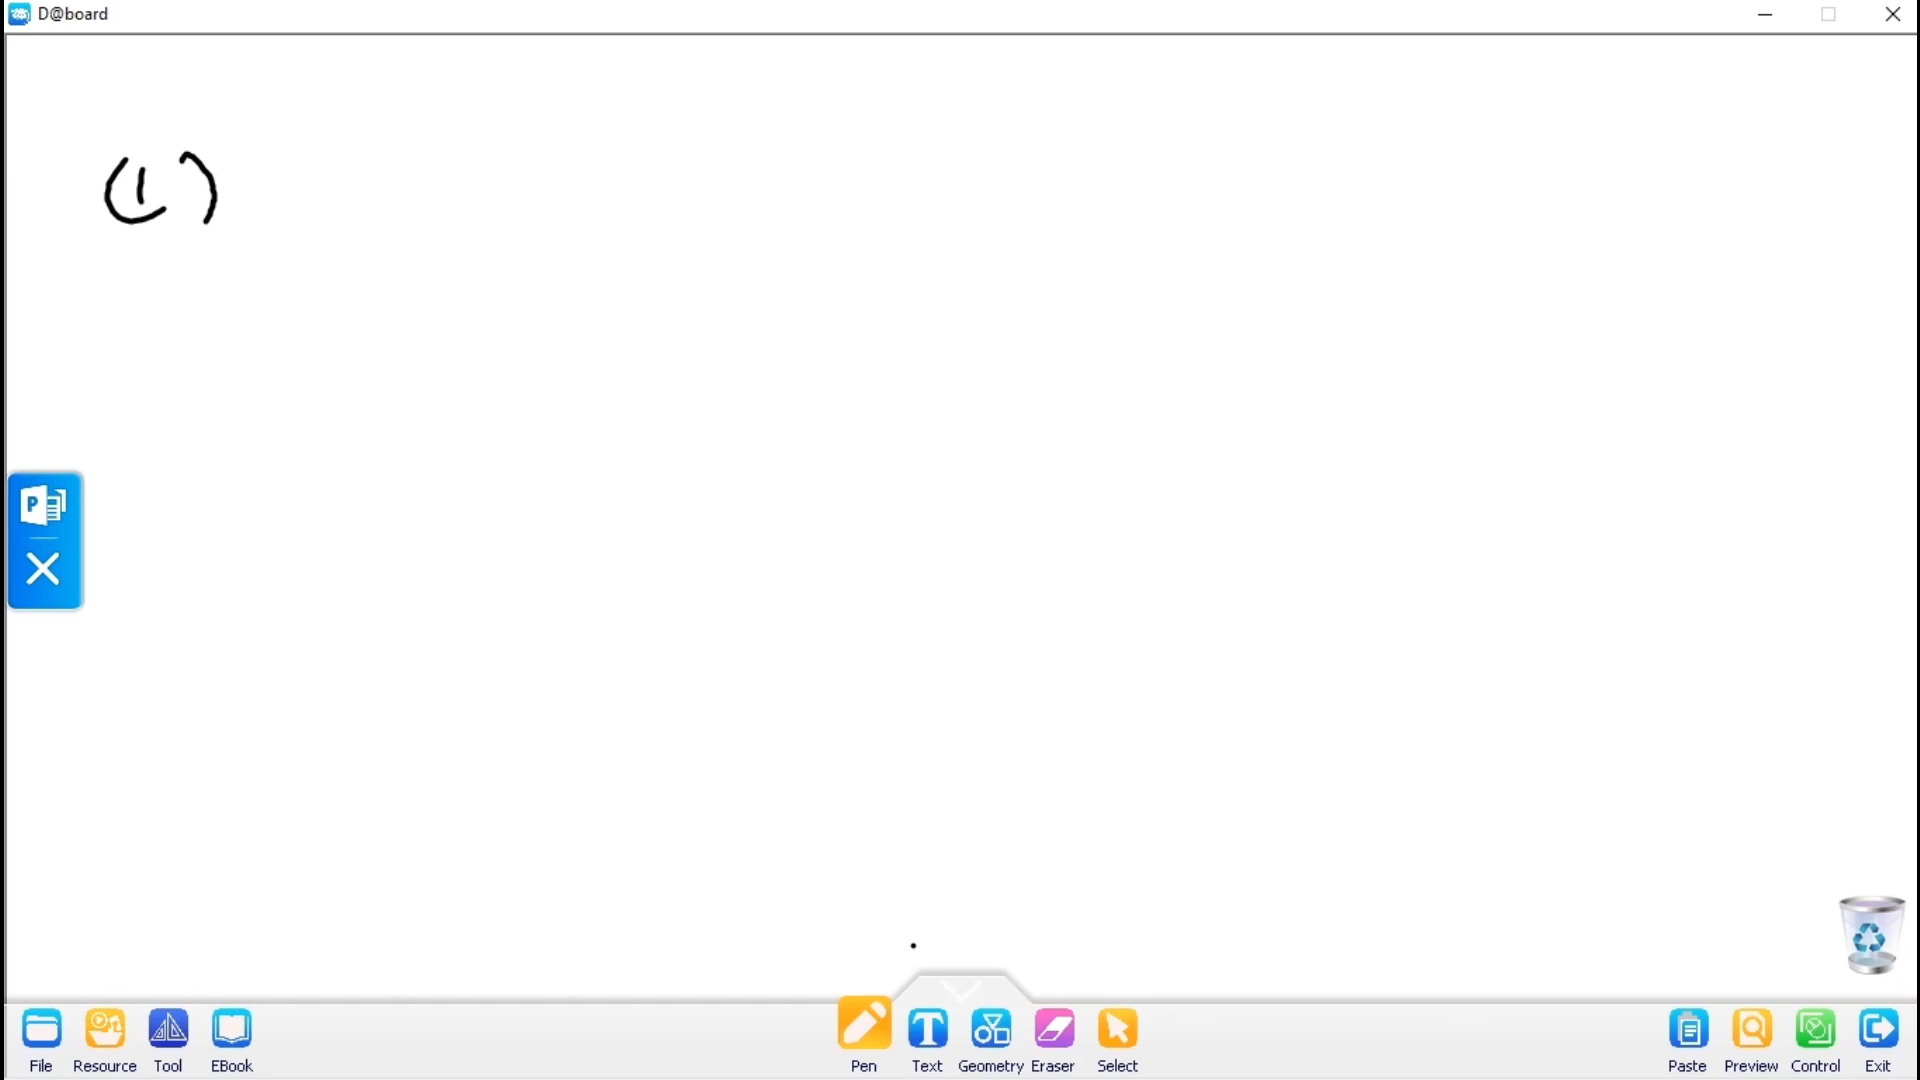 D@board
(1)
P
File Resource Tool EBook Pen Text Geometry Eraser Select Paste Preview Control Exit